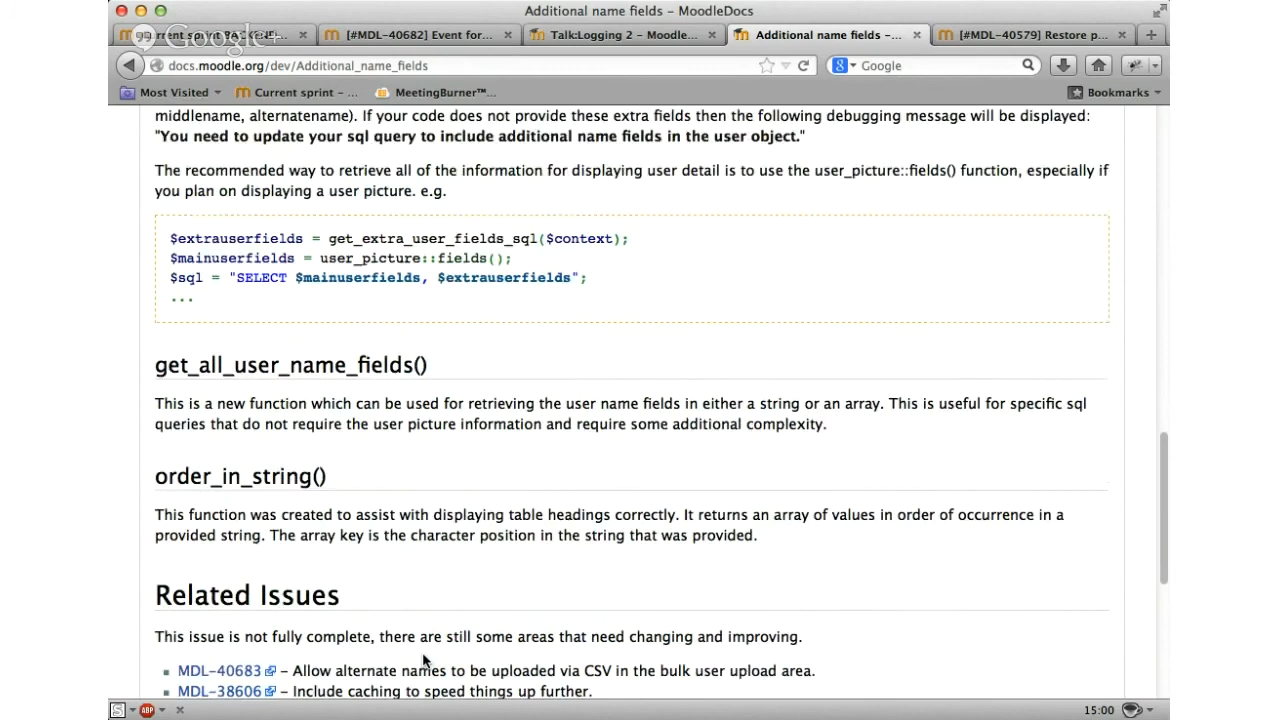 Additional name fields - MoodleDocs
Google+
[#MDL-40682] Event for...
Talk:Logging 2 - Moodle...
Additional name fields -...
[#MDL-40579] Restore p...
docs.moodle.org/dev/Additional_name_fields
Google
Most Visited
Current sprint - ...
MeetingBurner™...
Bookmarks
middlename, alternatename). If your code does not provide these extra fields then the following debugging message will be displayed:
"You need to update your sql query to include additional name fields in the user object."
The recommended way to retrieve all of the information for displaying user detail is to use the user_picture::fields() function, especially if
you plan on displaying a user picture. e.g.
$extrauserfields = get_extra_user_fields_sql($context);
$mainuserfields = user_picture::fields();
$sql = "SELECT $mainuserfields, $extrauserfields";
...
get_all_user_name_fields()
This is a new function which can be used for retrieving the user name fields in either a string or an array. This is useful for specific sql
queries that do not require the user picture information and require some additional complexity.
order_in_string()
This function was created to assist with displaying table headings correctly. It returns an array of values in order of occurrence in a
provided string. The array key is the character position in the string that was provided.
Related Issues
This issue is not fully complete, there are still some areas that need changing and improving.
MDL-40683 – Allow alternate names to be uploaded via CSV in the bulk user upload area.
MDL-38606 – Include caching to speed things up further.
S
ABP
15:00